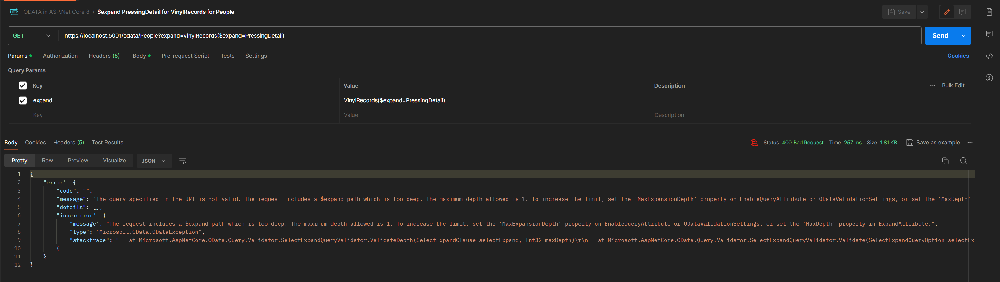 HTTP ODATA in ASP.Net Core 8 / $expand PressingDetail for VinylRecords for People Save
GET https://localhost:5001/odata/People?expand=VinylRecords($expand=PressingDetail) Send
Params Authorization Headers (8) Body Pre-request Script Tests Settings Cookies
Query Params
Key Value Description Bulk Edit
expand VinylRecords($expand=PressingDetail)
Key Value Description
Body Cookies Headers (5) Test Results Status: 400 Bad Request Time: 257 ms Size: 1.81 KB Save as example
Pretty Raw Preview Visualize JSON
1 {
2 "error": {
3 "code": "",
4 "message": "The query specified in the URI is not valid. The request includes a $expand path which is too deep. The maximum depth allowed is 1. To increase the limit, set the 'MaxExpansionDepth' property on EnableQueryAttribute or ODataValidationSettings, or set the 'MaxDepth'
5 "details": [],
6 "innererror": {
7 "message": "The request includes a $expand path which is too deep. The maximum depth allowed is 1. To increase the limit, set the 'MaxExpansionDepth' property on EnableQueryAttribute or ODataValidationSettings, or set the 'MaxDepth' property in ExpandAttribute.",
8 "type": "Microsoft.OData.ODataException",
9 "stacktrace": " at Microsoft.AspNetCore.OData.Query.Validator.SelectExpandQueryValidator.ValidateDepth(SelectExpandClause selectExpand, Int32 maxDepth)\r\n at Microsoft.AspNetCore.OData.Query.Validator.SelectExpandQueryValidator.Validate(SelectExpandQueryOption selectEx
10 }
11 }
12 }